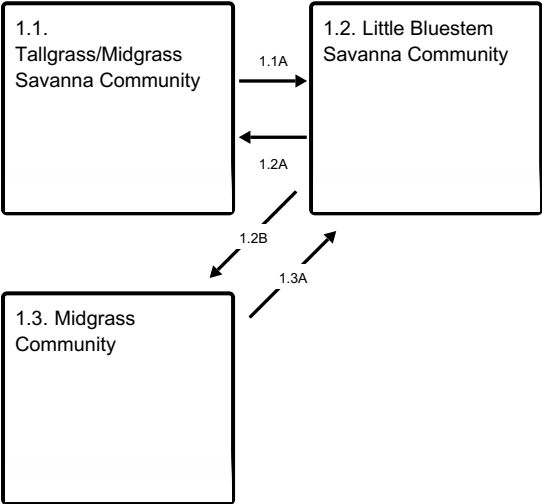 1.1.
Tallgrass/Midgrass
Savanna Community
1.1A
1.2. Little Bluestem
Savanna Community
1.2A
1.2B
1.3A
1.3. Midgrass
Community